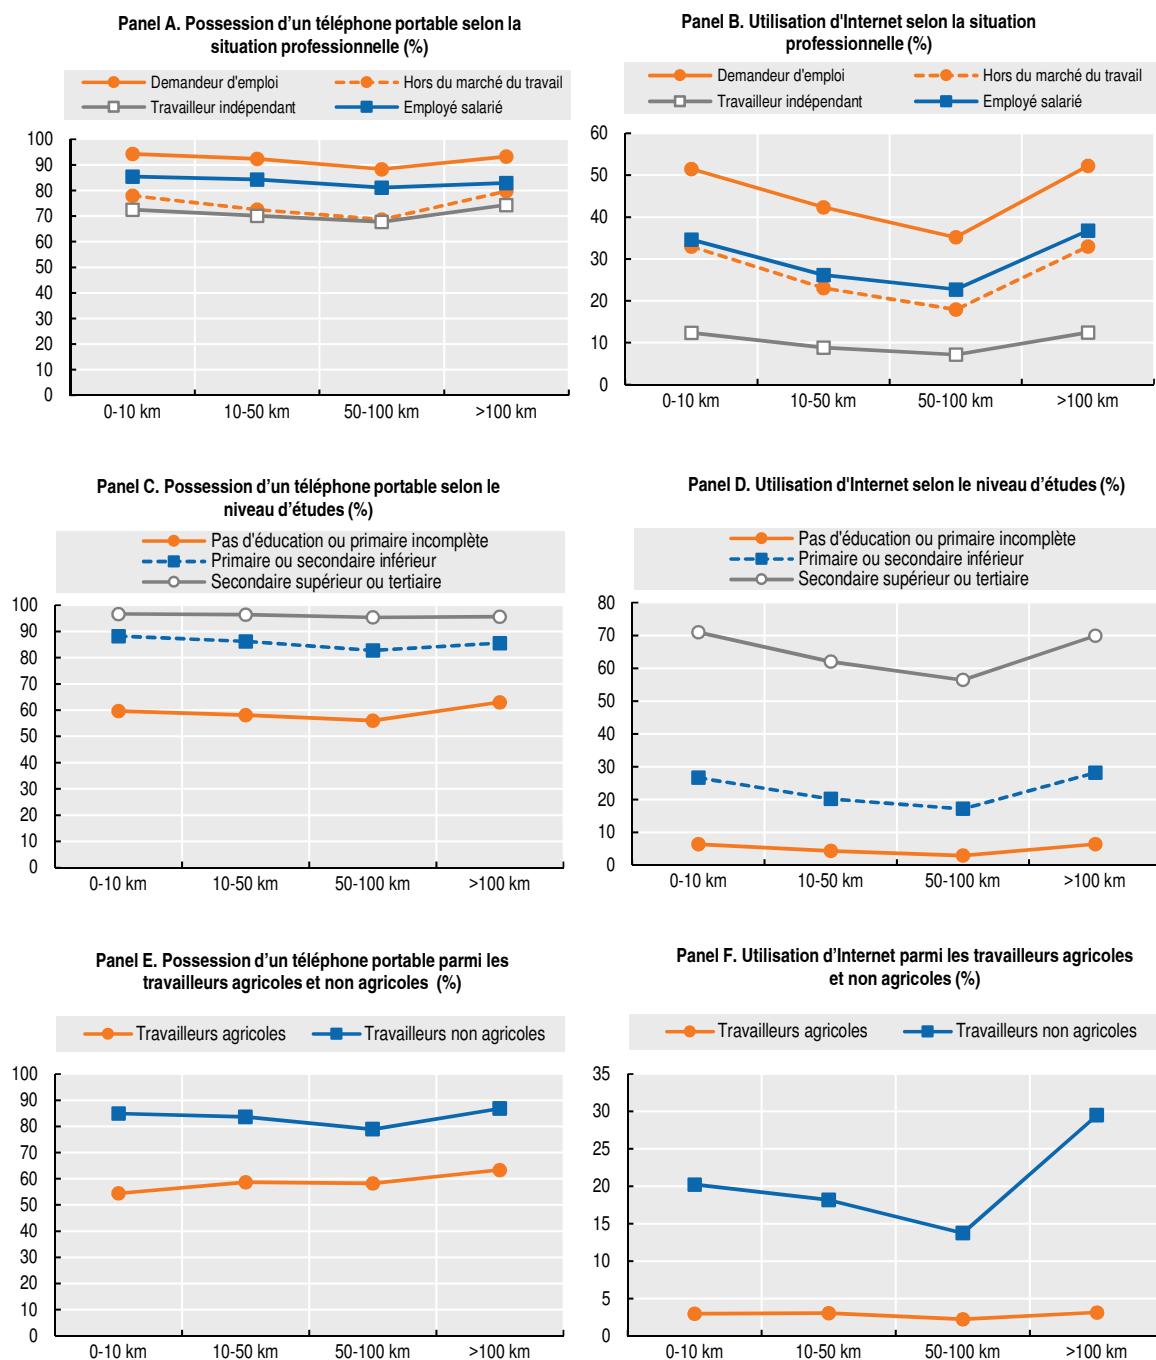 Panel A. Possession d’un téléphone portable selon la
situation professionnelle (%)
Demandeur d'emploi
Hors du marché du travail
Travailleur indépendant
Employé salarié
100
90
80
70
60
50
40
30
20
10
0
0-10 km
10-50 km
50-100 km
>100 km
Panel B. Utilisation d'Internet selon la situation
professionnelle (%)
Demandeur d'emploi
Hors du marché du travail
Travailleur indépendant
Employé salarié
60
50
40
30
20
10
0
0-10 km
10-50 km
50-100 km
>100 km
Panel C. Possession d’un téléphone portable selon le
niveau d’études (%)
Pas d'éducation ou primaire incomplète
Primaire ou secondaire inférieur
Secondaire supérieur ou tertiaire
100
90
80
70
60
50
40
30
20
10
0
0-10 km
10-50 km
50-100 km
>100 km
Panel D. Utilisation d'Internet selon le niveau d’études (%)
Pas d'éducation ou primaire incomplète
Primaire ou secondaire inférieur
Secondaire supérieur ou tertiaire
80
70
60
50
40
30
20
10
0
0-10 km
10-50 km
50-100 km
>100 km
Panel E. Possession d’un téléphone portable parmi les
travailleurs agricoles et non agricoles (%)
Travailleurs agricoles
Travailleurs non agricoles
100
90
80
70
60
50
40
30
20
10
0
0-10 km
10-50 km
50-100 km
>100 km
Panel F. Utilisation d’Internet parmi les travailleurs agricoles
et non agricoles (%)
Travailleurs agricoles
Travailleurs non agricoles
35
30
25
20
15
10
5
0
0-10 km
10-50 km
50-100 km
>100 km